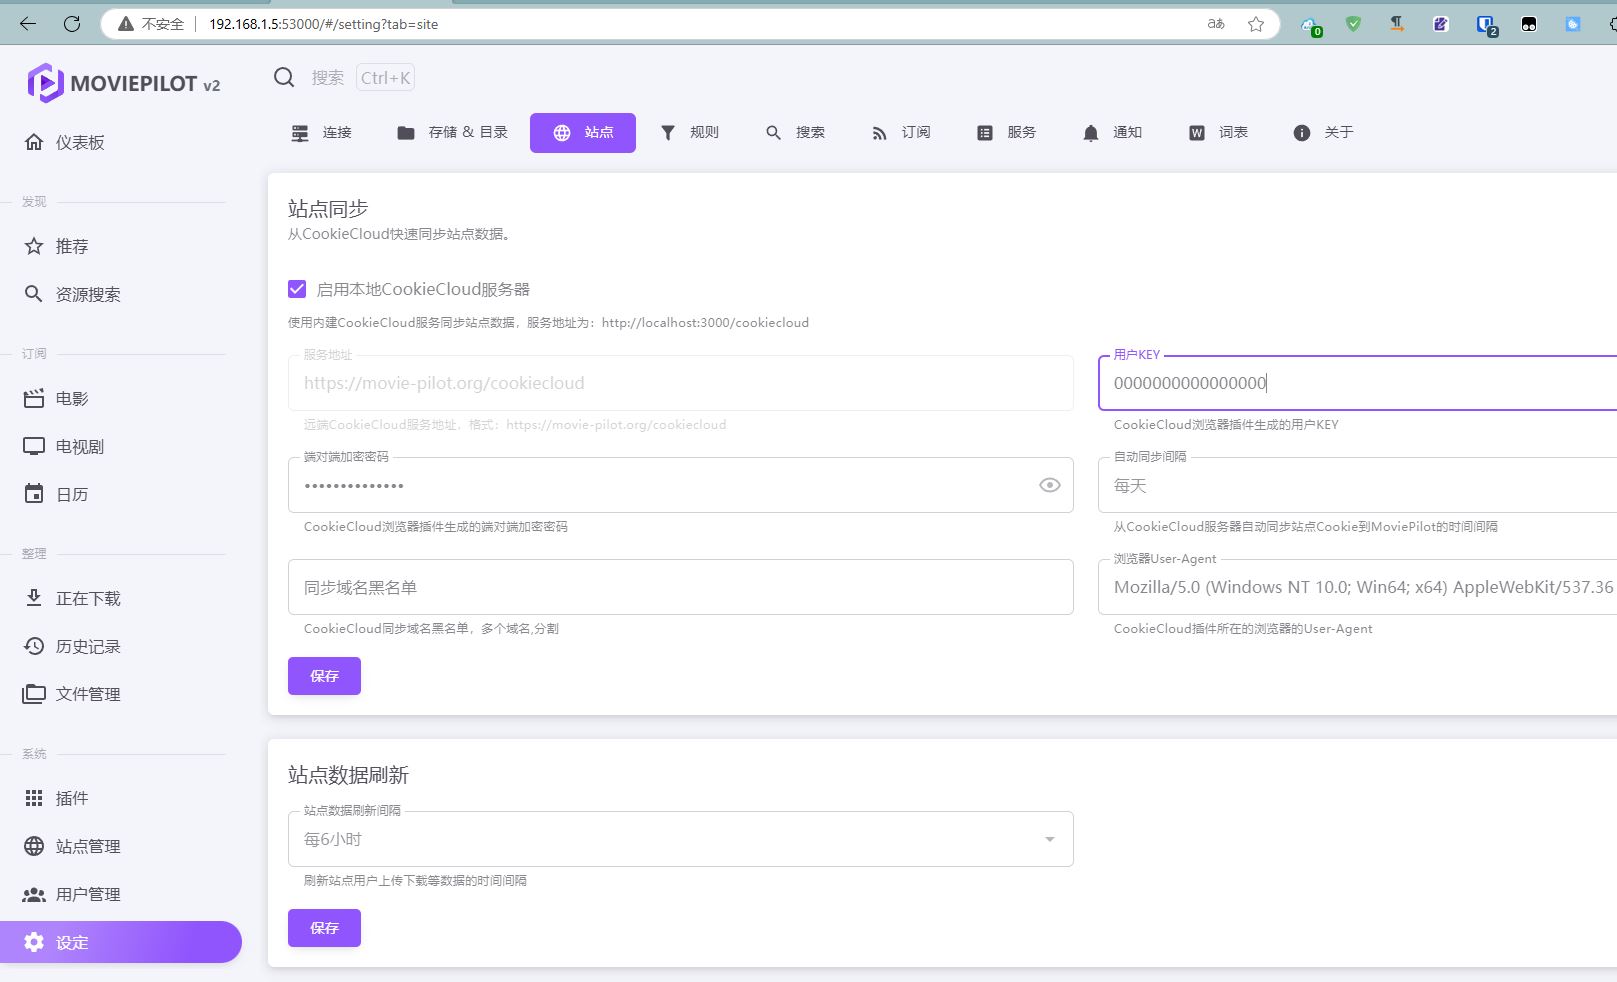 不安全
192.168.1.5:53000/#/setting?tab=site
aあ
0
2
MOVIEPILOT v2
搜索 Ctrl+K
仪表板
发现
推荐
资源搜索
订阅
电影
电视剧
日历
整理
正在下载
历史记录
文件管理
系统
插件
站点管理
用户管理
设定
连接
存储 & 目录
站点
规则
搜索
订阅
服务
通知
W 词表
关于
站点同步
从CookieCloud快速同步站点数据。
启用本地CookieCloud服务器
使用内建CookieCloud服务同步站点数据，服务地址为：http://localhost:3000/cookiecloud
服务地址
https://movie-pilot.org/cookiecloud
远端CookieCloud服务地址，格式：https://movie-pilot.org/cookiecloud
用户KEY
0000000000000000
CookieCloud浏览器插件生成的用户KEY
端对端加密密码
••••••••••••••
CookieCloud浏览器插件生成的端对端加密密码
自动同步间隔
每天
从CookieCloud服务器自动同步站点Cookie到MoviePilot的时间间隔
同步域名黑名单
CookieCloud同步域名黑名单，多个域名,分割
浏览器User-Agent
Mozilla/5.0 (Windows NT 10.0; Win64; x64) AppleWebKit/537.36
CookieCloud插件所在的浏览器的User-Agent
保存
站点数据刷新
站点数据刷新间隔
每6小时
刷新站点用户上传下载等数据的时间间隔
保存